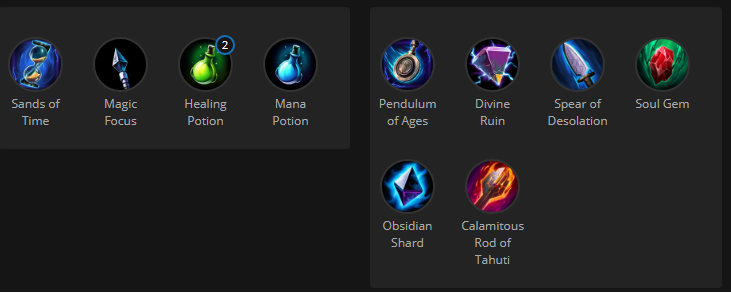 2
Sands of
Time
Magic
Focus
Healing
Potion
Mana
Potion
Pendulum
of Ages
Divine
Ruin
Spear of
Desolation
Soul Gem
Obsidian
Shard
Calamitous
Rod of
Tahuti